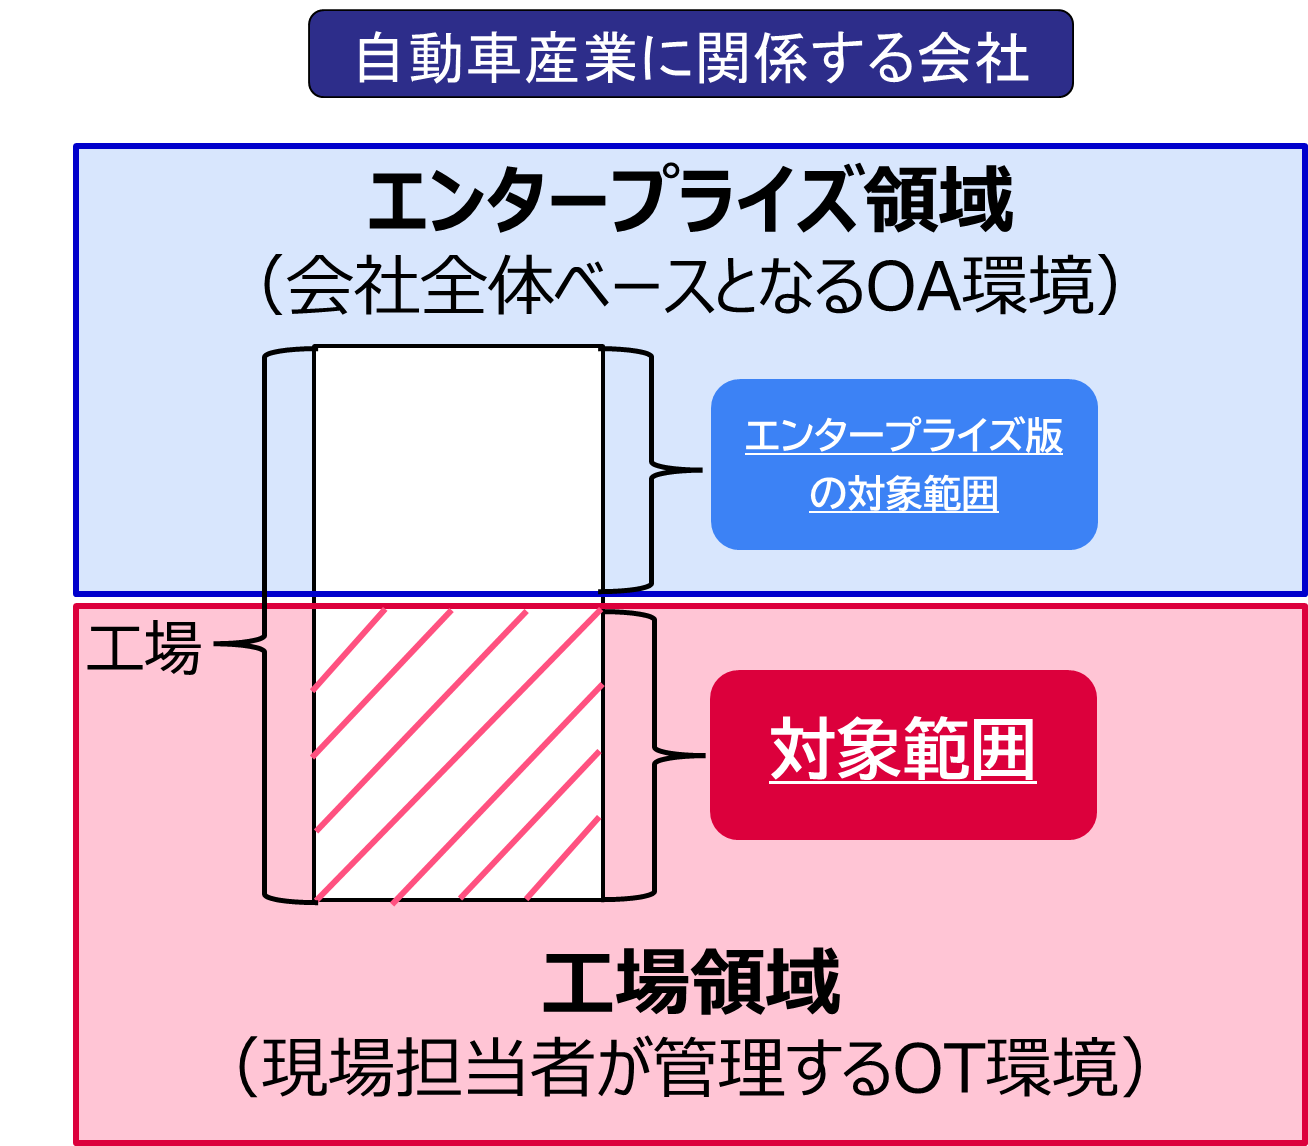 自動車産業に関係する会社
エンタープライズ領域
（会社全体ベースとなるOA環境）
エンタープライズ版
の対象範囲
工場
対象範囲
工場領域
（現場担当者が管理するOT環境）